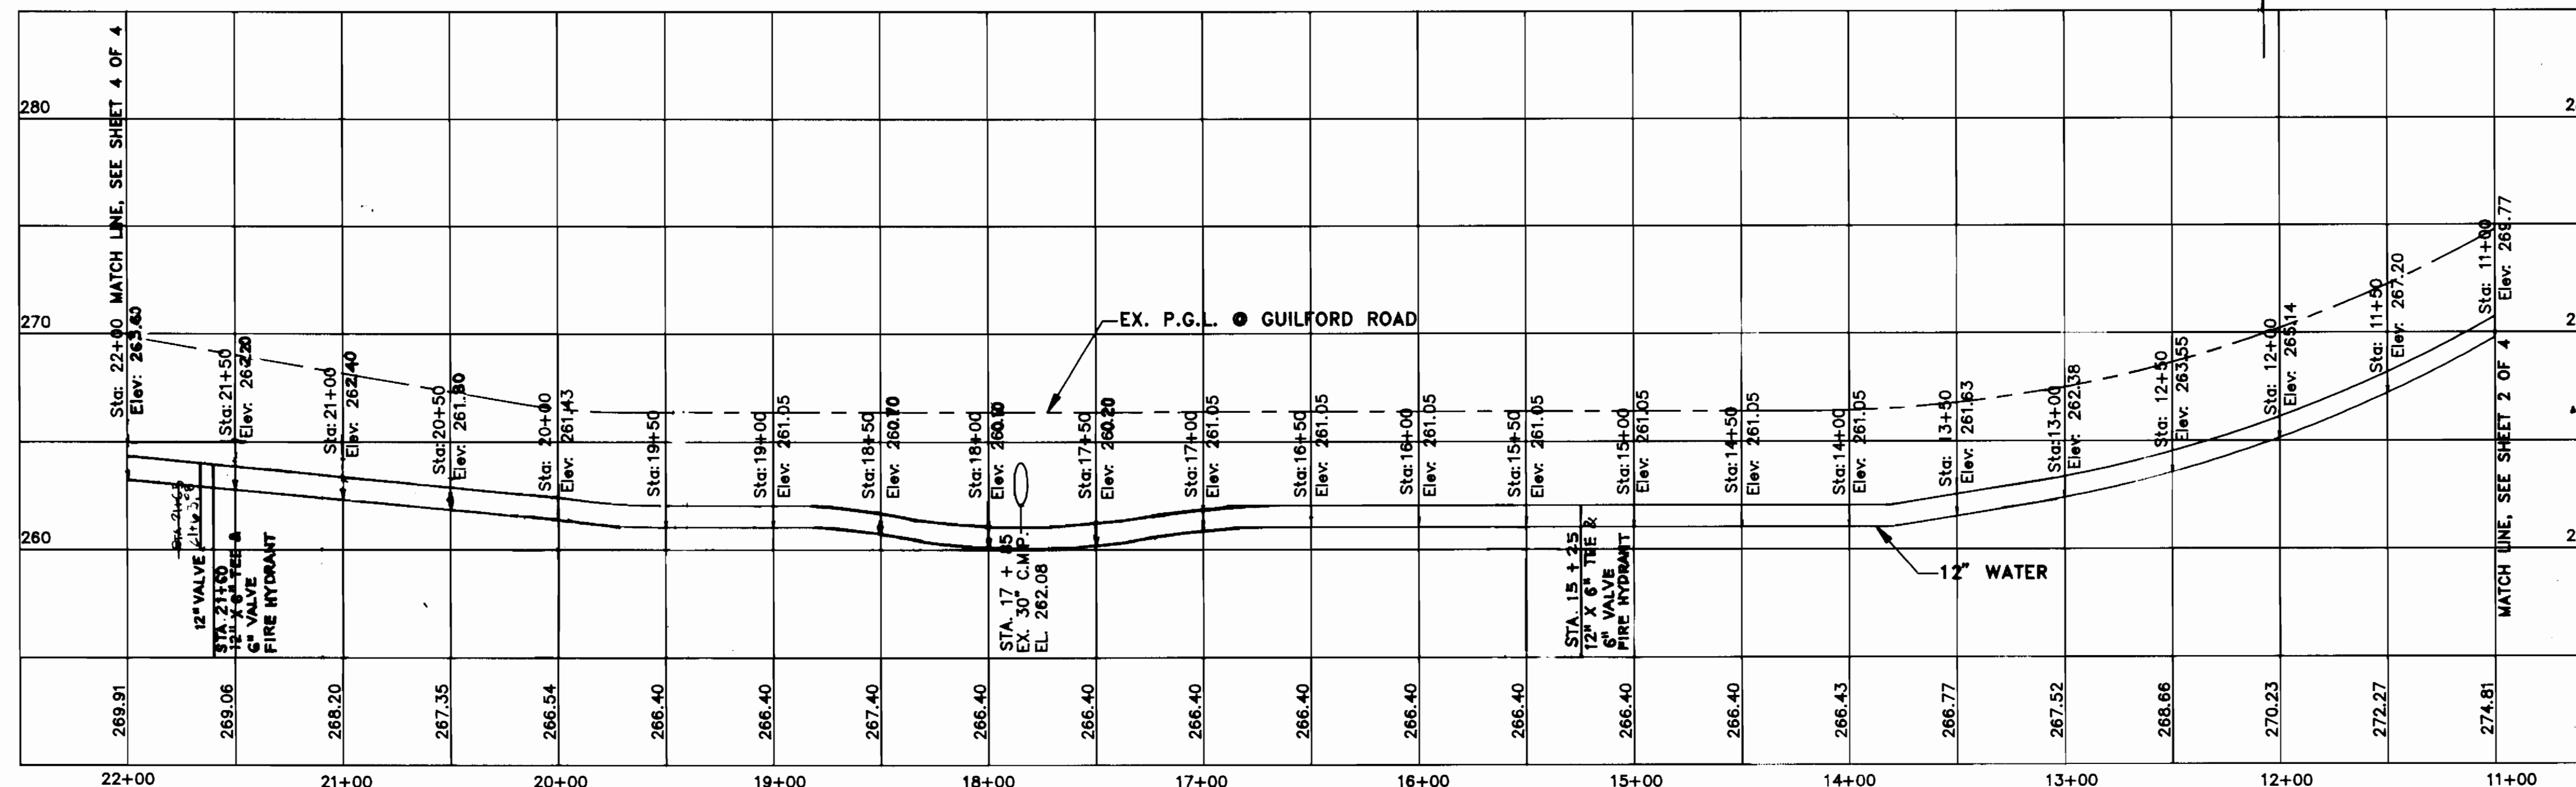 280
270
260
2
2
2
Sta: 22+00 MATCH LINE, SEE SHEET 4 OF 4
Elev: 263.60
Sta: 21+50
Elev: 262.20
Sta: 21+00
Elev: 262.40
Sta: 20+50
Elev: 261.80
Sta: 20+00
Elev: 261.43
Sta: 19+50
Sta: 19+00
Elev: 261.05
Sta: 18+50
Elev: 260.70
Sta: 18+00
Elev: 260.10
Sta: 17+50
Elev: 260.20
Sta: 17+00
Elev: 261.05
Sta: 16+50
Elev: 261.05
Sta: 16+00
Elev: 261.05
Sta: 15+50
Elev: 261.05
Sta: 15+00
Elev: 261.05
Sta: 14+50
Elev: 261.05
Sta: 14+00
Elev: 261.05
Sta: 13+50
Elev: 261.63
Sta: 13+00
Elev: 262.38
Sta: 12+50
Elev: 263.55
Sta: 12+00
Elev: 265.14
Sta: 11+50
Elev: 267.20
Sta: 11+00
Elev: 269.77
MATCH LINE, SEE SHEET 2 OF 4
EX. P.G.L. @ GUILFORD ROAD
12" WATER
12" VALVE
STA. 21+60
12" X 6" TEE &
6" VALVE
FIRE HYDRANT
STA. 17 + 85
EX. 30" C.M.P.
EL. 262.08
STA. 15 + 25
12" X 6" TEE &
6" VALVE
FIRE HYDRANT
269.91
269.06
268.20
267.35
266.54
266.40
266.40
267.40
266.40
266.40
266.40
266.40
266.40
266.40
266.40
266.40
266.43
266.77
267.52
268.66
270.23
272.27
274.81
22+00
21+00
20+00
19+00
18+00
17+00
16+00
15+00
14+00
13+00
12+00
11+00